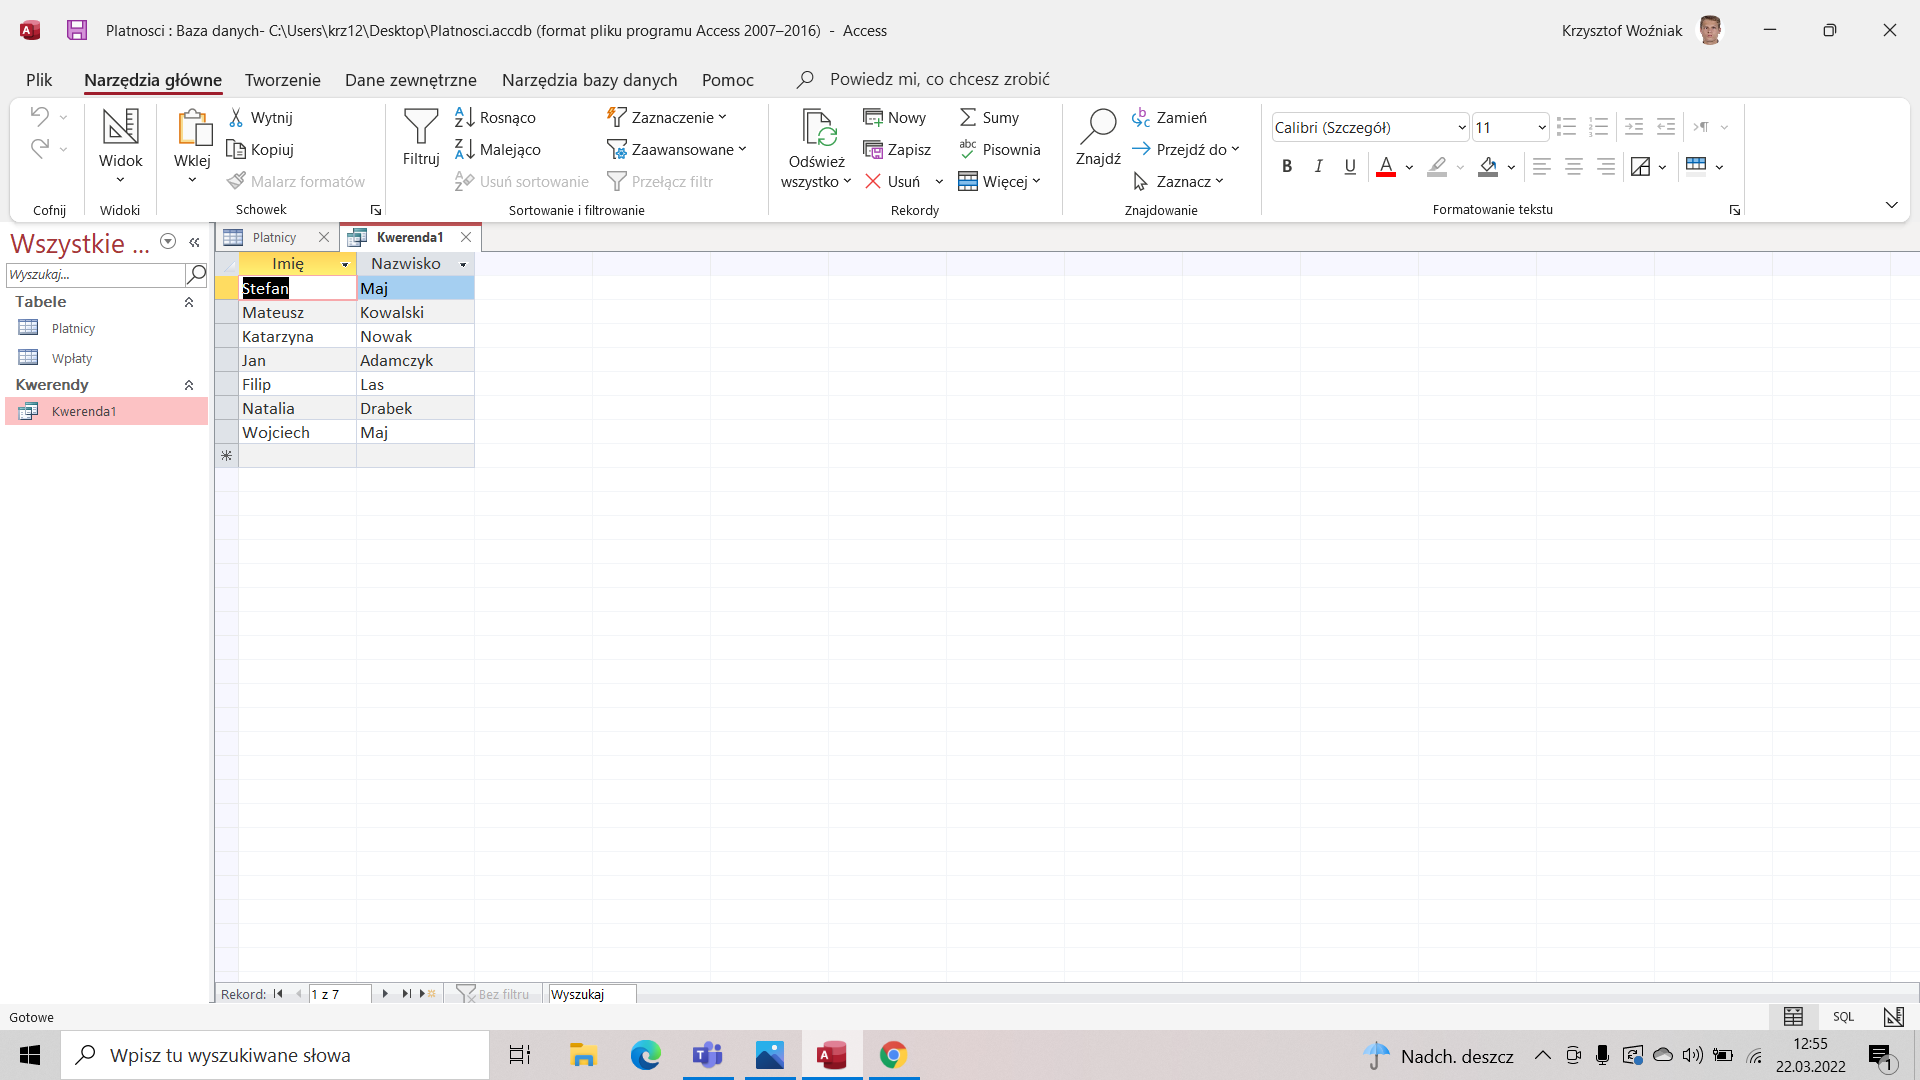 Platnosci : Baza danych- C:\Users\krz12\Desktop\Platnosci.accdb (format pliku programu Access 2007–2016) - Access
Krzysztof Woźniak
Plik Narzędzia główne Tworzenie Dane zewnętrzne Narzędzia bazy danych Pomoc Powiedz mi, co chcesz zrobić
Cofnij
Widok
Widoki
Wklej
Wytnij
Kopiuj
Malarz formatów
Schowek
Filtruj
Rosnąco
Malejąco
Usuń sortowanie
Zaznaczenie
Zaawansowane
Przełącz filtr
Sortowanie i filtrowanie
Odśwież
wszystko
Nowy
Zapisz
Usuń
Sumy
Pisownia
Więcej
Rekordy
Znajdź
Zamień
Przejdź do
Zaznacz
Znajdowanie
Calibri (Szczegół) 11
B I U A
Formatowanie tekstu
Wszystkie ...
Wyszukaj...
Tabele
Platnicy
Wpłaty
Kwerendy
Kwerenda1
Platnicy Kwerenda1
Imię Nazwisko
Stefan Maj
Mateusz Kowalski
Katarzyna Nowak
Jan Adamczyk
Filip Las
Natalia Drabek
Wojciech Maj
Rekord: 1 z 7 Bez filtru Wyszukaj
Gotowe
SQL
Wpisz tu wyszukiwane słowa
Nadch. deszcz
12:55
22.03.2022
1